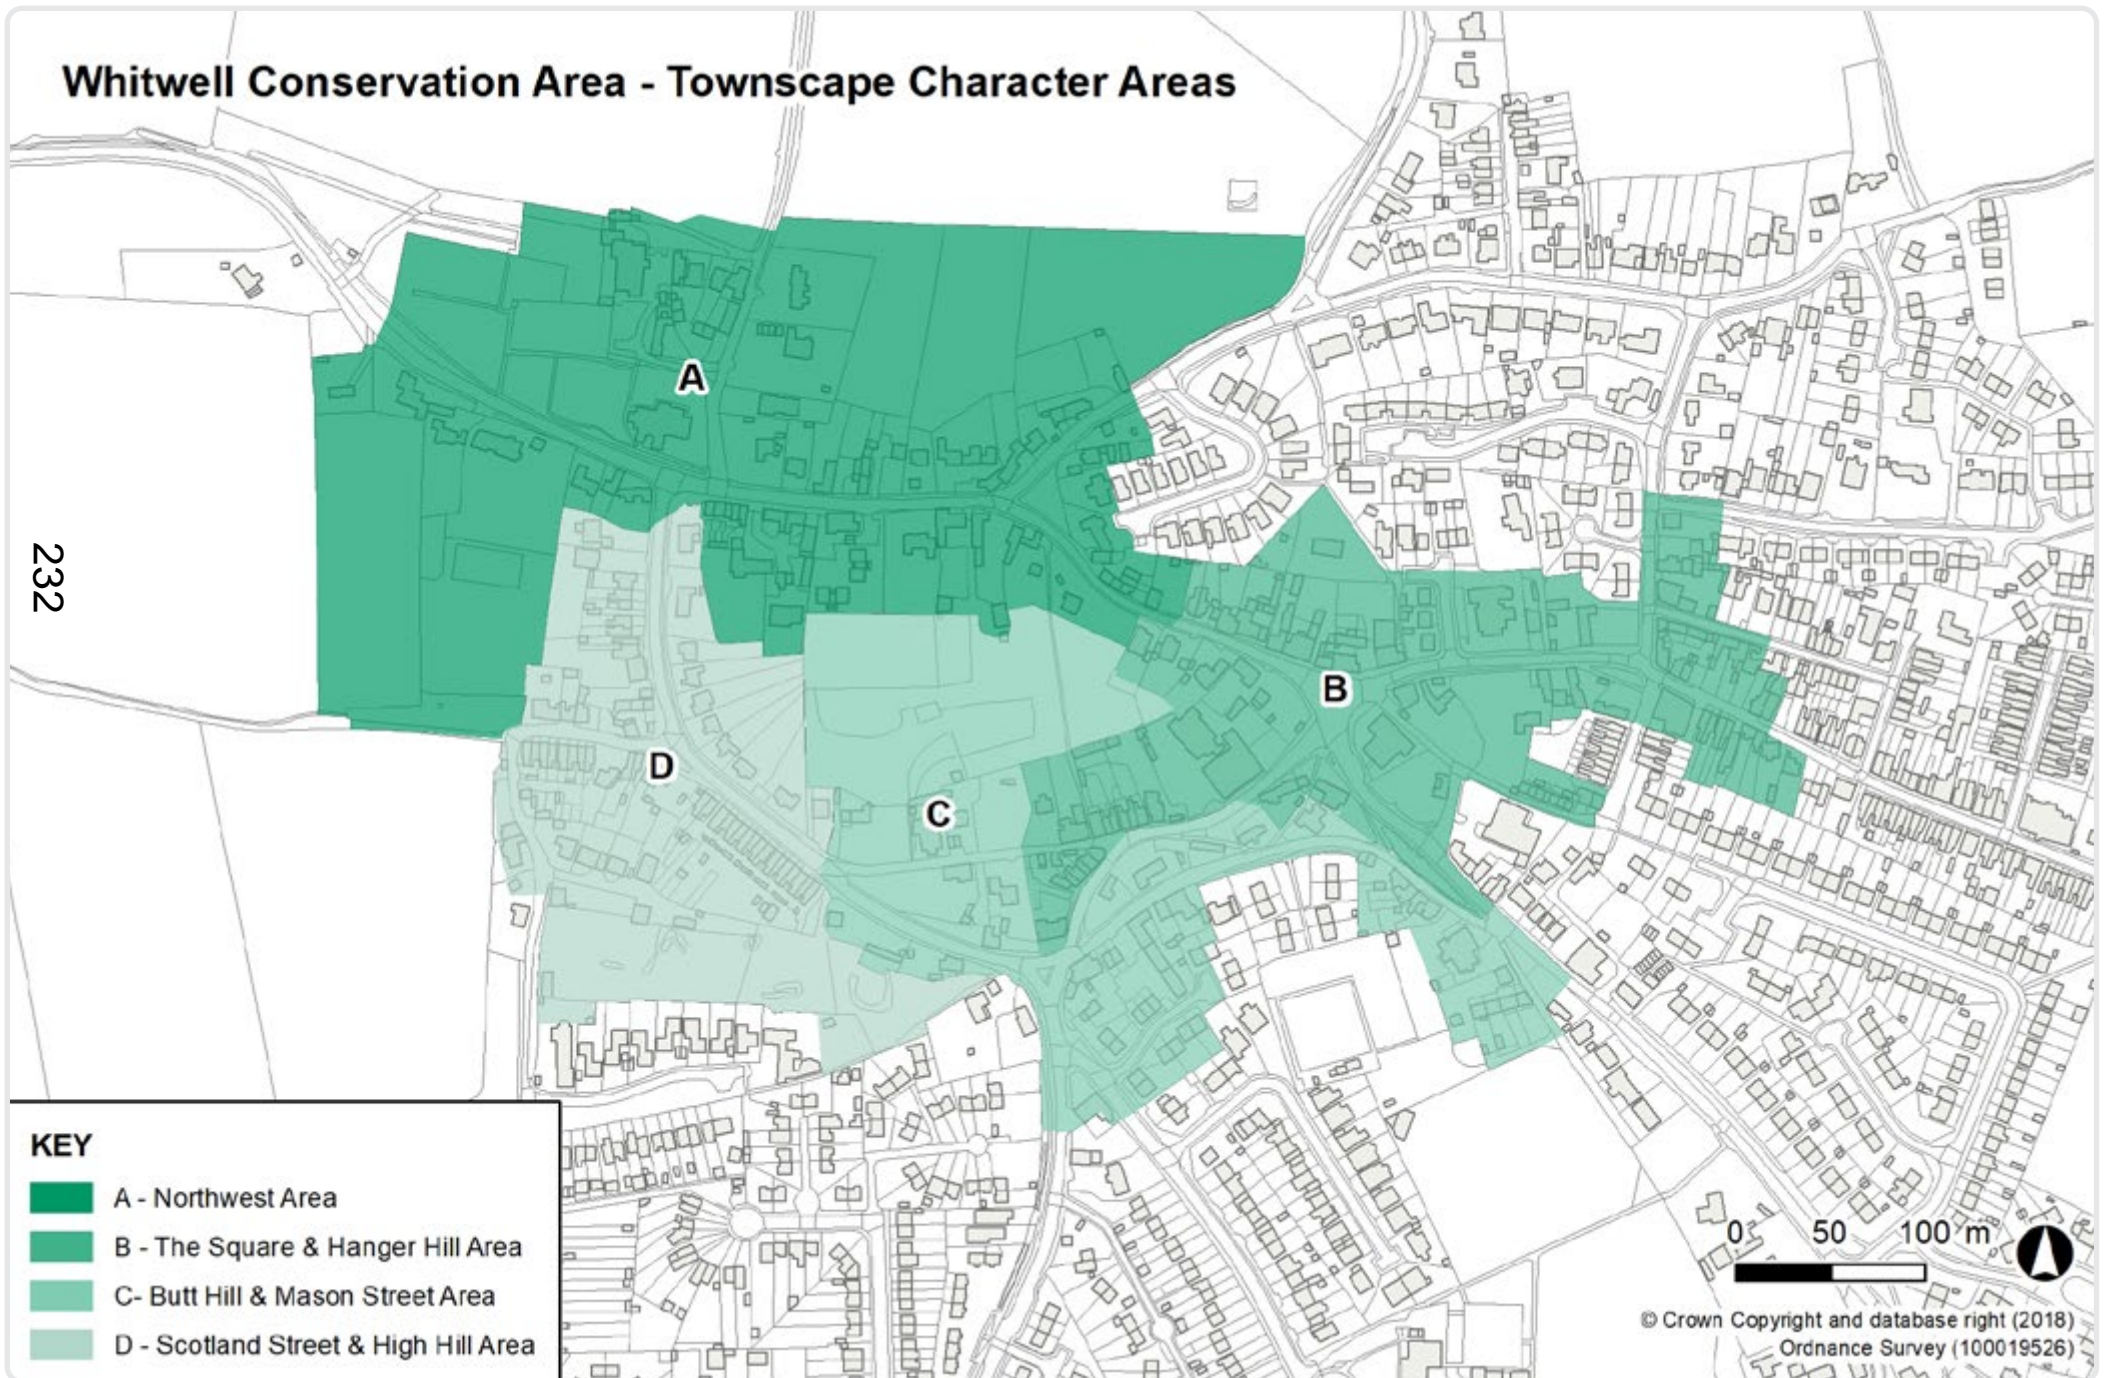 Whitwell Conservation Area - Townscape Character Areas
A
B
D
C
232
KEY
A - Northwest Area
B - The Square & Hanger Hill Area
C- Butt Hill & Mason Street Area
D - Scotland Street & High Hill Area
0 50 100 m
© Crown Copyright and database right (2018)
Ordnance Survey (100019526)